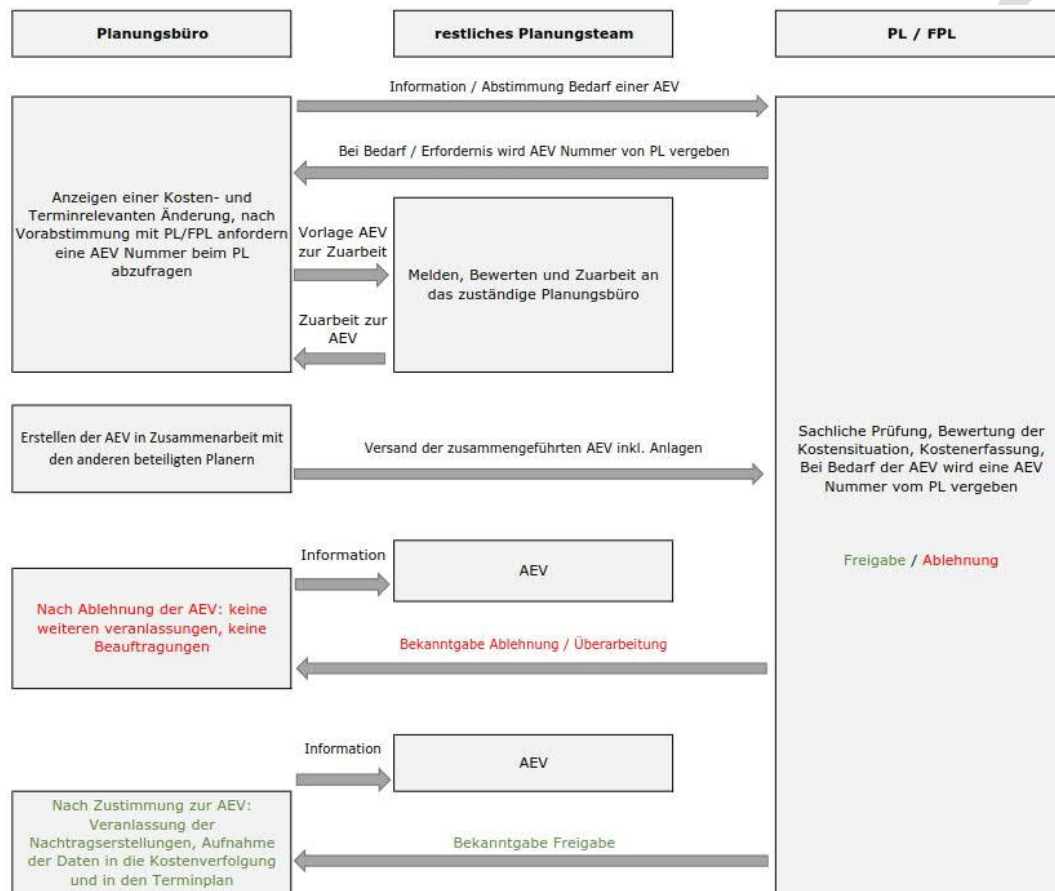 Planungsbüro
restliches Planungsteam
PL / FPL
Information / Abstimmung Bedarf einer AEV
Bei Bedarf / Erfordernis wird AEV Nummer von PL vergeben
Anzeigen einer Kosten- und
Terminrelevanten Änderung, nach
Vorabstimmung mit PL/FPL anfordern
eine AEV Nummer beim PL
abzufragen
Vorlage AEV
zur Zuarbeit
Melden, Bewerten und Zuarbeit an
das zuständige Planungsbüro
Zuarbeit zur
AEV
Erstellen der AEV in Zusammenarbeit mit
den anderen beteiligten Planern
Versand der zusammengeführten AEV inkl. Anlagen
Sachliche Prüfung, Bewertung der
Kostensituation, Kostenerfassung,
Bei Bedarf der AEV wird eine AEV
Nummer vom PL vergeben
Freigabe / Ablehnung
Information
AEV
Nach Ablehnung der AEV: keine
weiteren veranlassungen, keine
Beauftragungen
Bekanntgabe Ablehnung / Überarbeitung
Information
AEV
Nach Zustimmung zur AEV:
Veranlassung der
Nachtragserstellungen, Aufnahme
der Daten in die Kostenverfolgung
und in den Terminplan
Bekanntgabe Freigabe